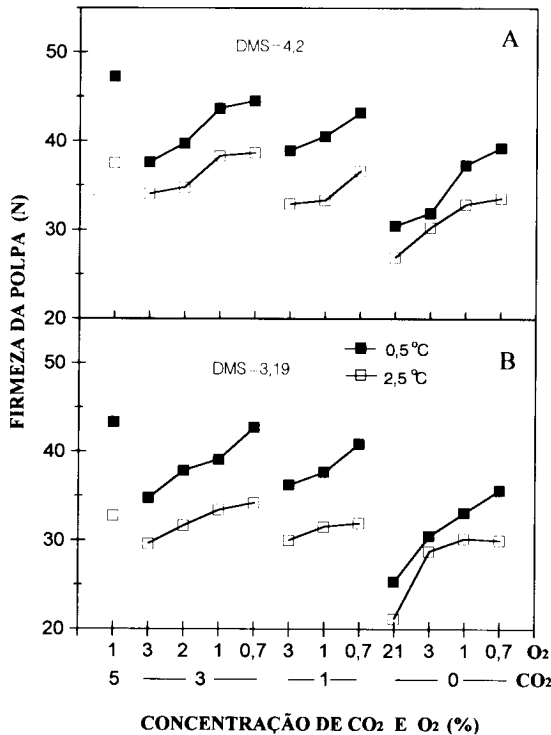 DMS - 4,2
A
50
40
30
20
FIRMEZA DA POLPA (N)
DMS - 3,19
B
0,5 °C
2,5 °C
50
40
30
20
1 3 2 1 0,7 3 1 0,7 21 3 1 0,7 O2
5 3 1 0 CO2
CONCENTRAÇÃO DE CO2 E O2 (%)